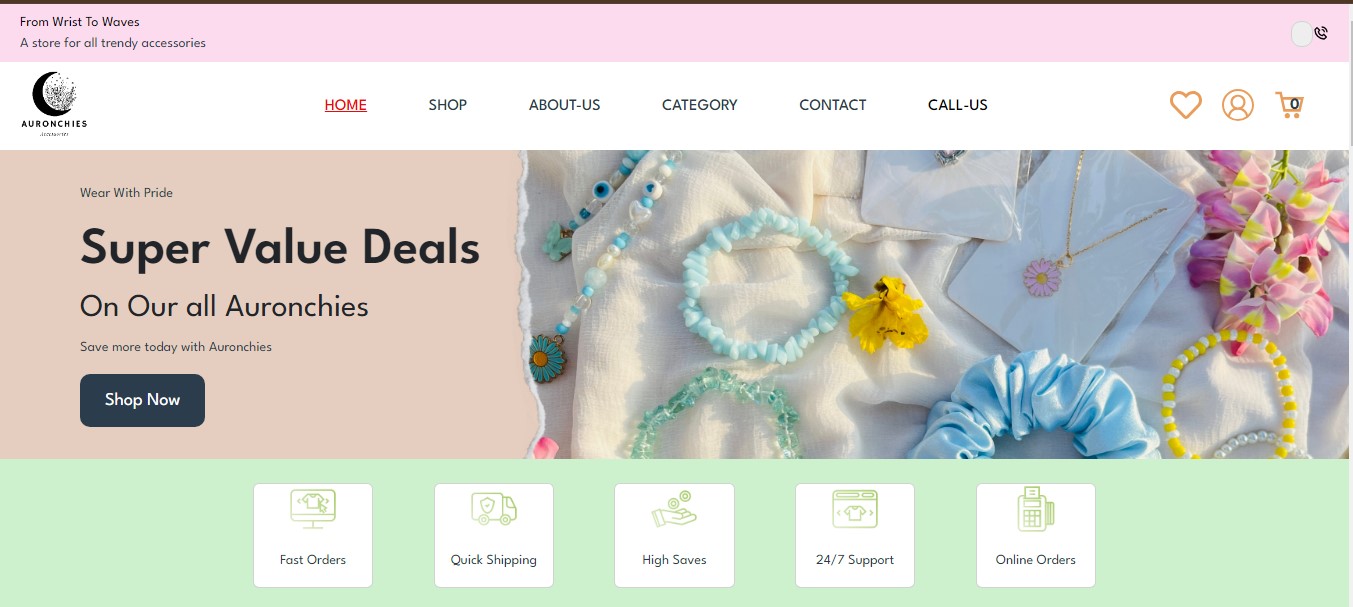 From Wrist To Waves
A store for all trendy accessories
AURONCHIES
Accessories
HOME
SHOP
ABOUT-US
CATEGORY
CONTACT
CALL-US
0
Wear With Pride
Super Value Deals
On Our all Auronchies
Save more today with Auronchies
Shop Now
Fast Orders
Quick Shipping
High Saves
24/7 Support
Online Orders